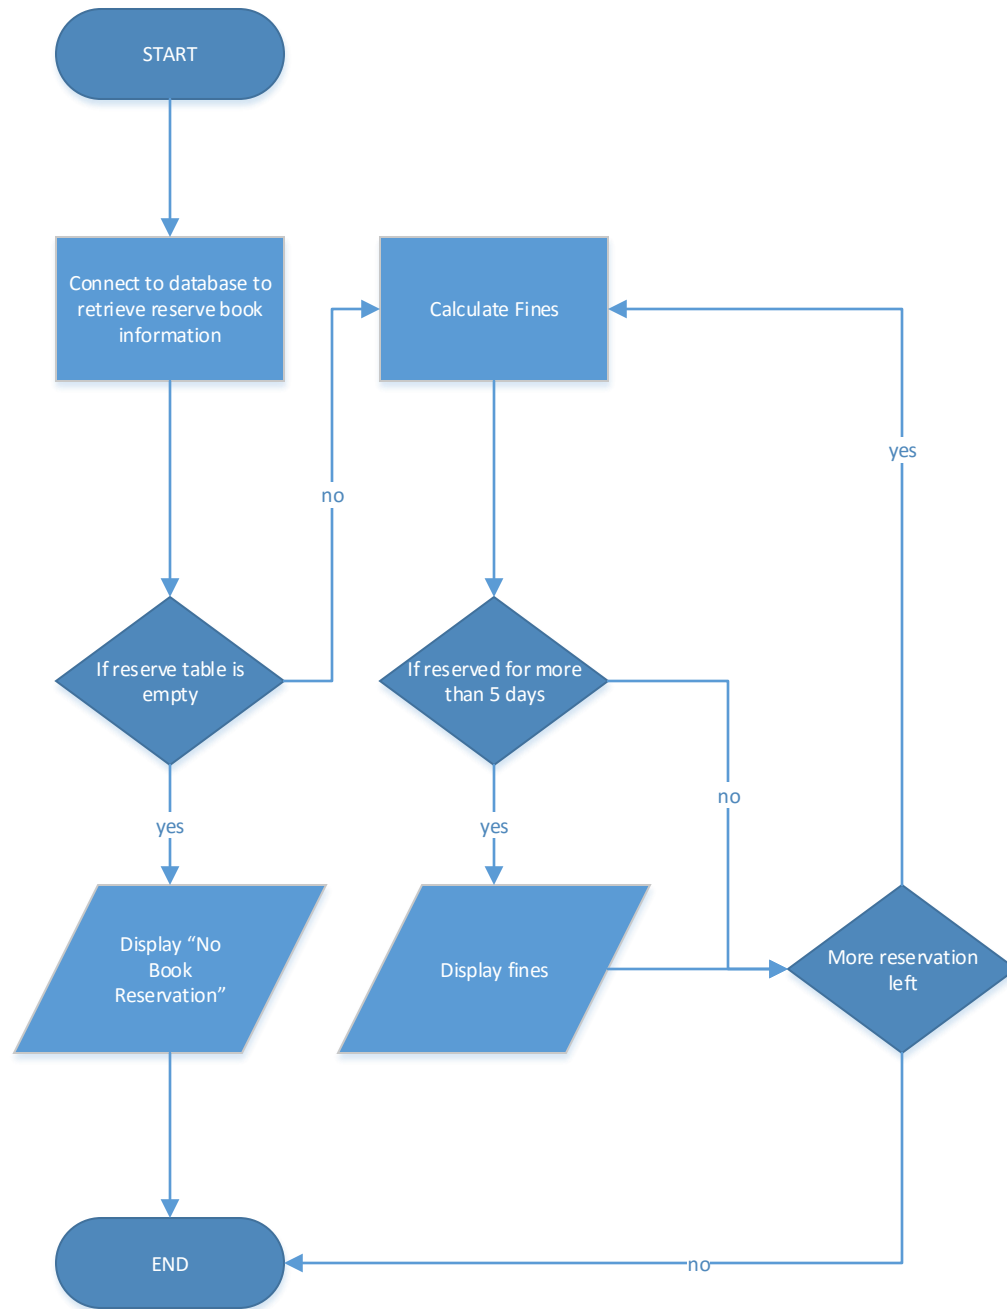 START
Connect to database to
retrieve reserve book
information
Calculate Fines
yes
no
If reserve table is
empty
If reserved for more
than 5 days
no
yes
yes
Display “No
Book
Reservation”
Display fines
More reservation
left
END
no